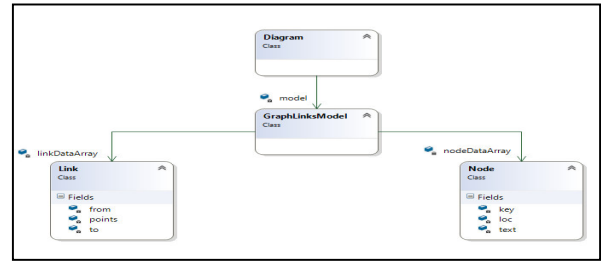 Diagram
Class
model
GraphLinksModel
Class
linkDataArray
nodeDataArray
Link
Class
Fields
from
points
to
Node
Class
Fields
key
loc
text